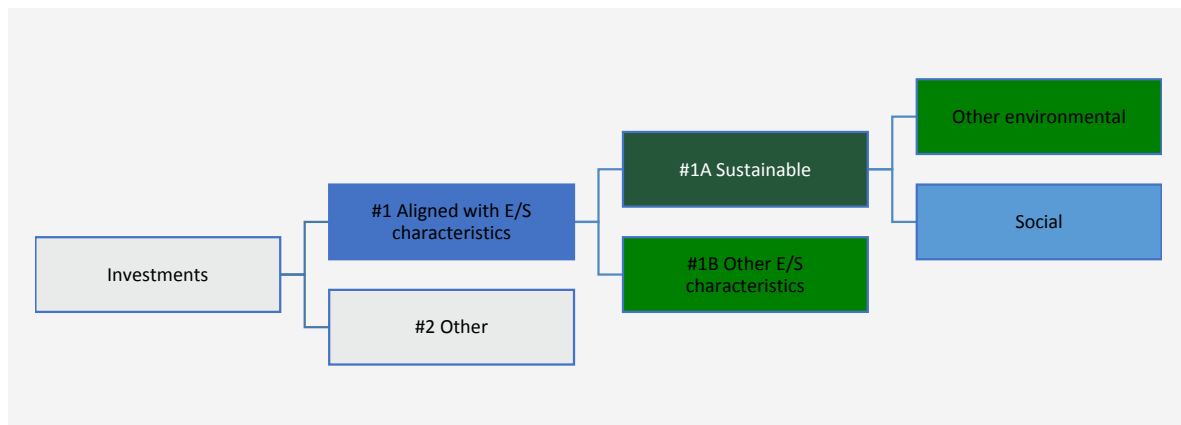 Investments
#1 Aligned with E/S
characteristics
#2 Other
#1A Sustainable
#1B Other E/S
characteristics
Other environmental
Social